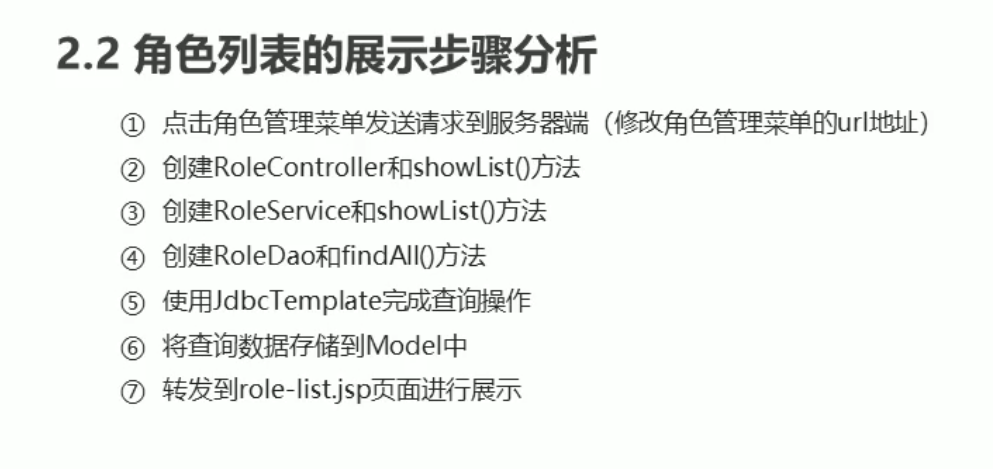 2.2 角色列表的展示步骤分析
① 点击角色管理菜单发送请求到服务器端（修改角色管理菜单的url地址）
② 创建RoleController和showList()方法
③ 创建RoleService和showList()方法
④ 创建RoleDao和findAll()方法
⑤ 使用JdbcTemplate完成查询操作
⑥ 将查询数据存储到Model中
⑦ 转发到role-list.jsp页面进行展示